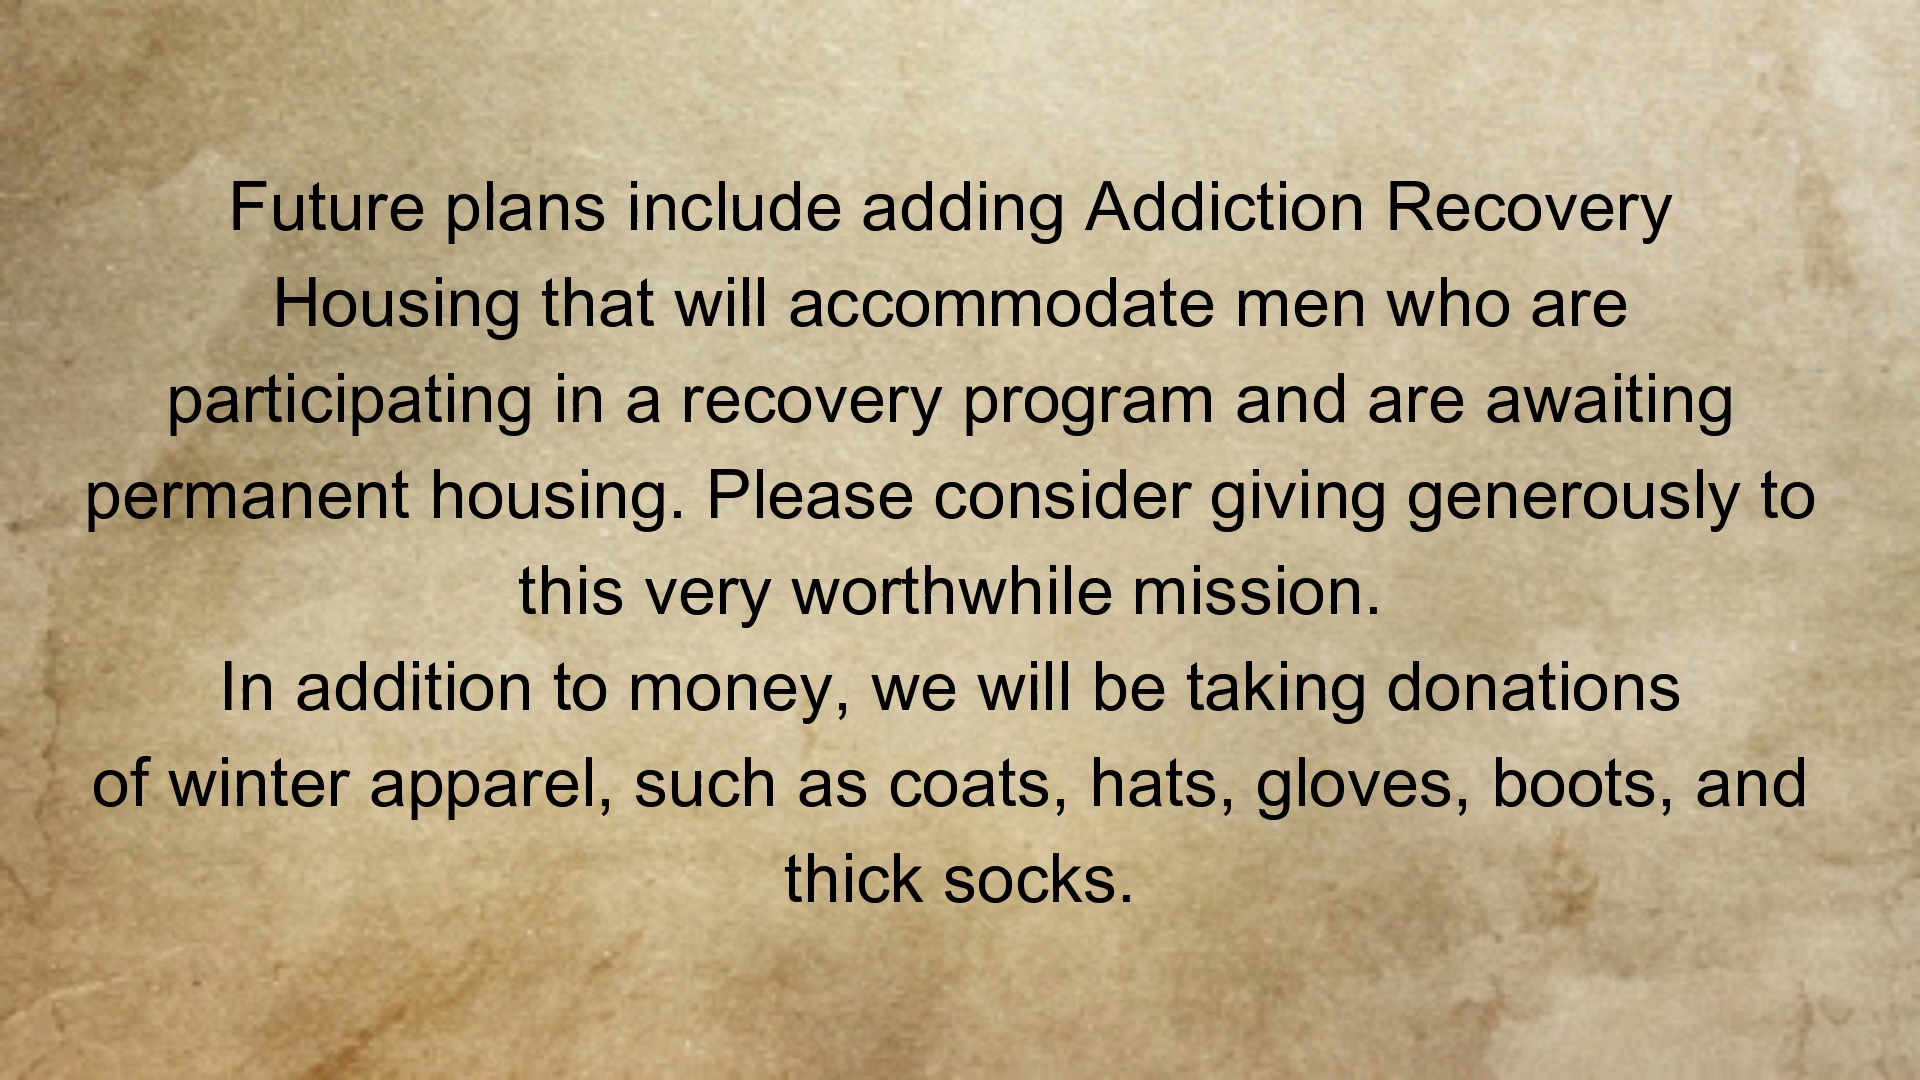 Future plans include adding Addiction Recovery
Housing that will accommodate men who are
participating in a recovery program and are awaiting
permanent housing. Please consider giving generously to
this very worthwhile mission.
In addition to money, we will be taking donations
of winter apparel, such as coats, hats, gloves, boots, and
thick socks.